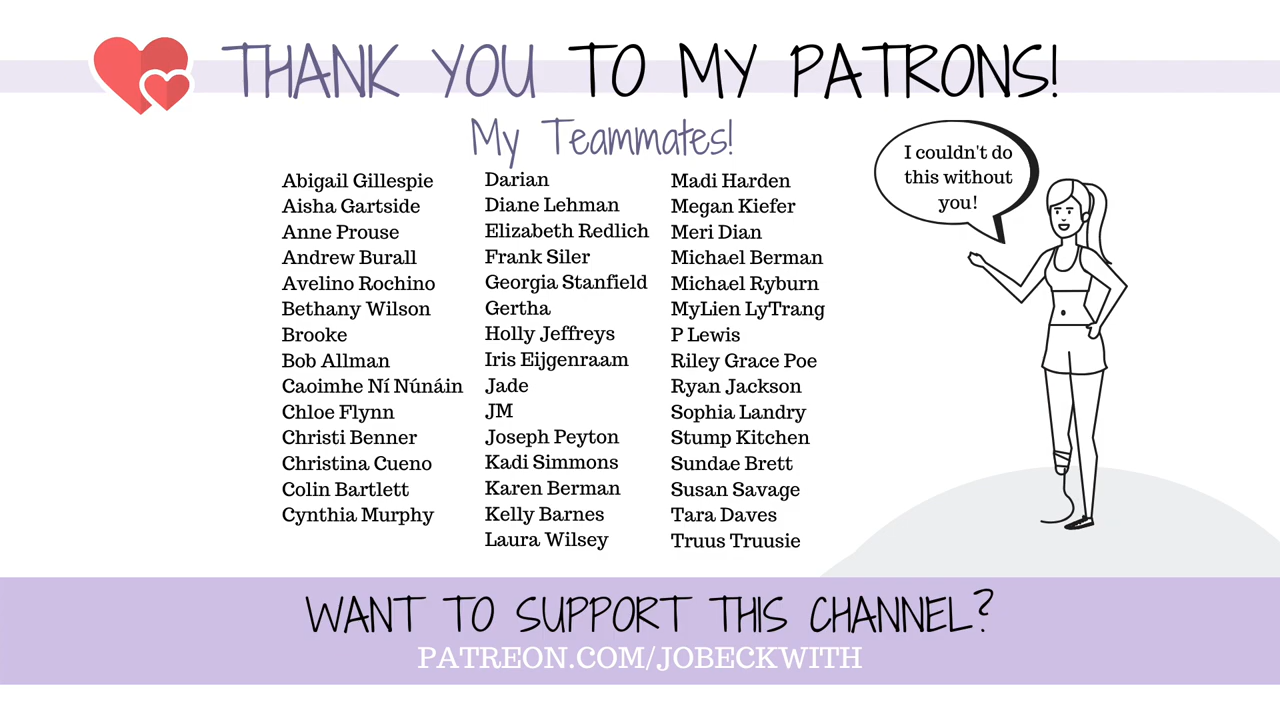 THANK YOU TO MY PATRONS!
My Teammates!
Abigail Gillespie
Aisha Gartside
Anne Prouse
Andrew Burall
Avelino Rochino
Bethany Wilson
Brooke
Bob Allman
Caoimhe Ní Núnáin
Chloe Flynn
Christi Benner
Christina Cueno
Colin Bartlett
Cynthia Murphy
Darian
Diane Lehman
Elizabeth Redlich
Frank Siler
Georgia Stanfield
Gertha
Holly Jeffreys
Iris Eijgenraam
Jade
JM
Joseph Peyton
Kadi Simmons
Karen Berman
Kelly Barnes
Laura Wilsey
Madi Harden
Megan Kiefer
Meri Dian
Michael Berman
Michael Ryburn
MyLien LyTrang
P Lewis
Riley Grace Poe
Ryan Jackson
Sophia Landry
Stump Kitchen
Sundae Brett
Susan Savage
Tara Daves
Truus Truusie
I couldn't do
this without
you!
WANT TO SUPPORT THIS CHANNEL?
PATREON.COM/JOBECKWITH